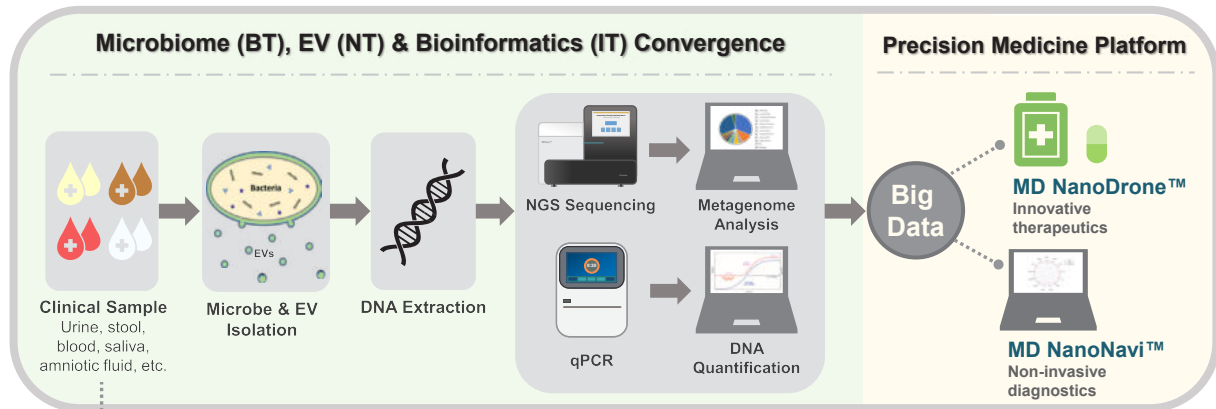 Microbiome (BT), EV (NT) & Bioinformatics (IT) Convergence
Precision Medicine Platform
Clinical Sample
Urine, stool,
blood, saliva,
amniotic fluid, etc.
Bacteria
EVs
Microbe & EV
Isolation
DNA Extraction
NGS Sequencing
Metagenome
Analysis
qPCR
DNA
Quantification
Big
Data
MD NanoDrone™
Innovative
therapeutics
MD NanoNavi™
Non-invasive
diagnostics